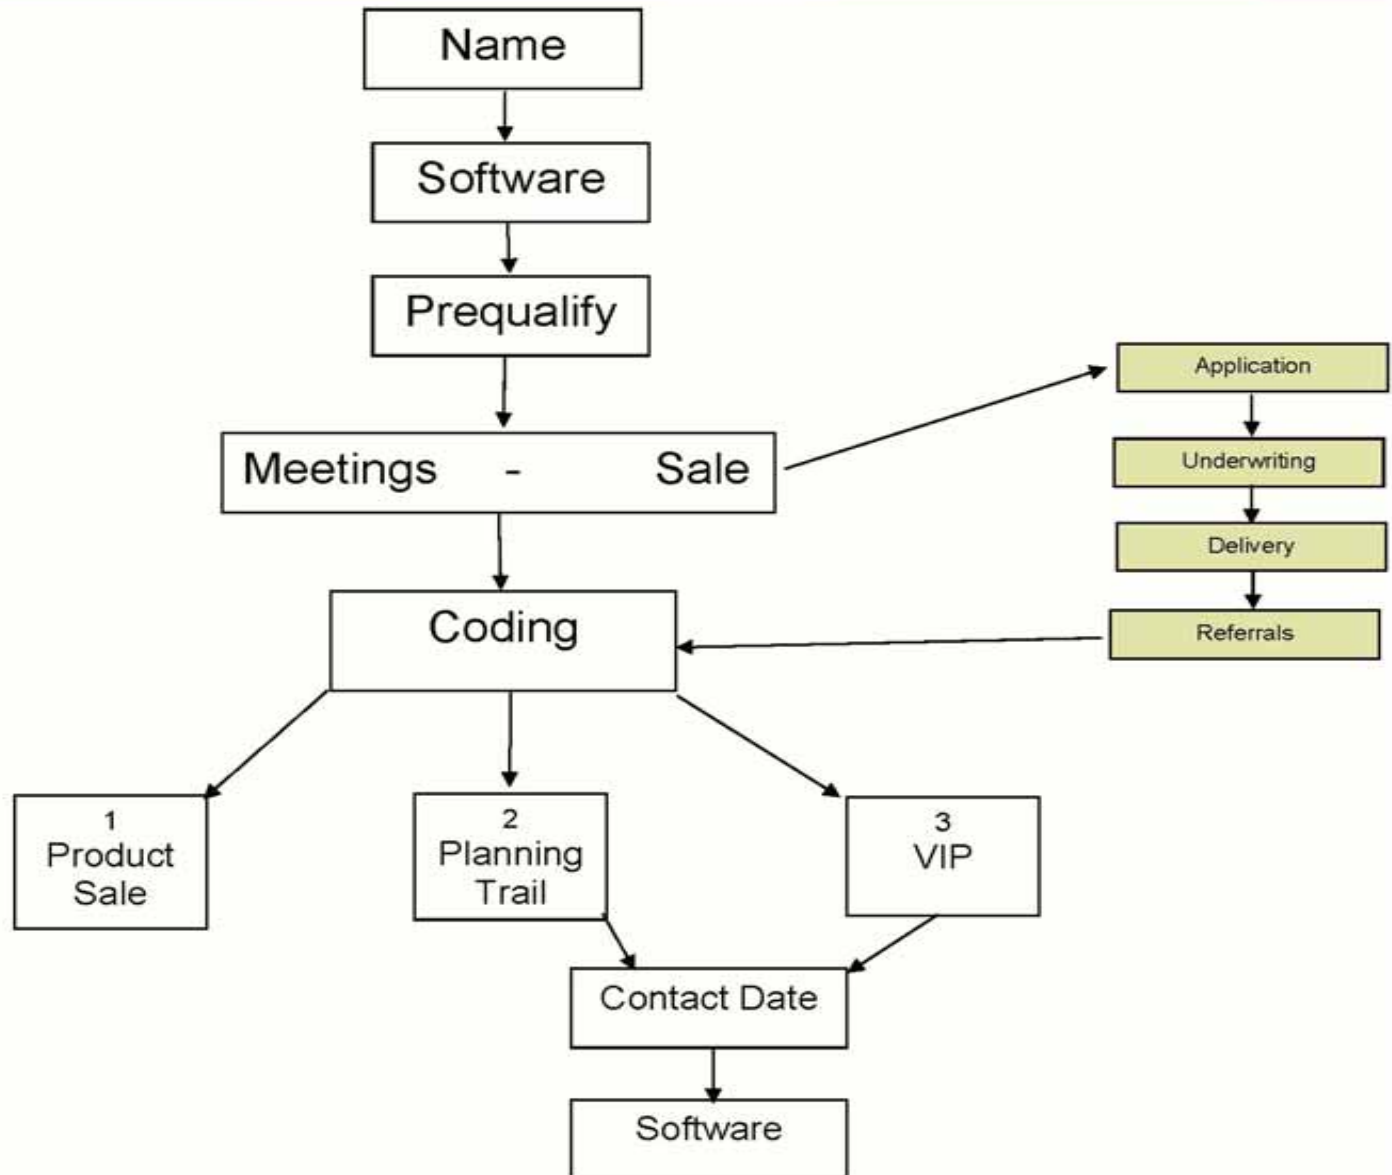 Name
Software
Prequalify
Meetings - Sale
Application
Underwriting
Delivery
Referrals
Coding
1
Product
Sale
2
Planning
Trail
3
VIP
Contact Date
Software